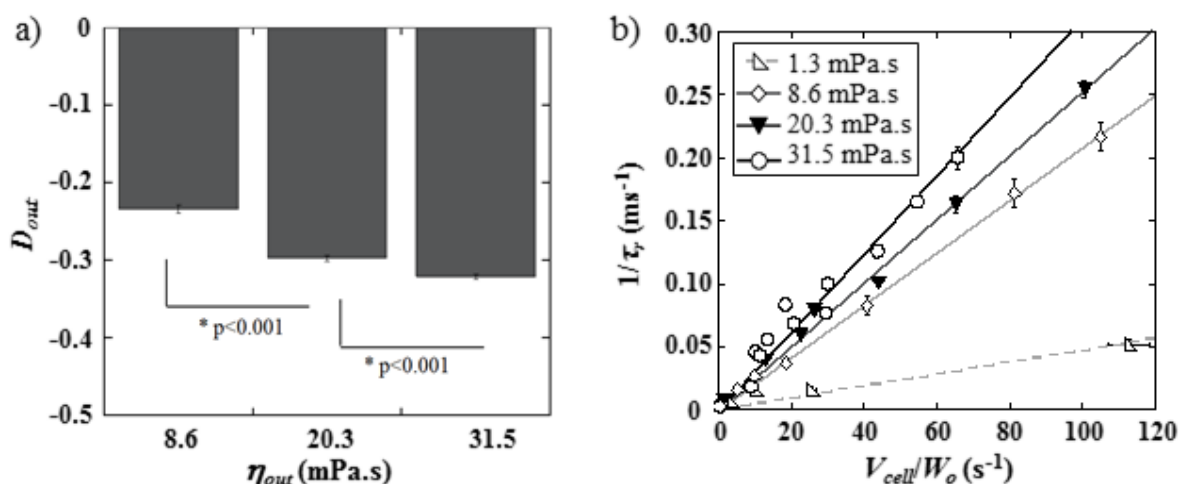 a)
0
-0.1
-0.2
-0.3
-0.4
-0.5
D_out
* p<0.001
* p<0.001
8.6 20.3 31.5
η_out (mPa.s)
b)
0.30
0.25
0.20
0.15
0.10
0.05
0
1/τ_r (ms⁻¹)
1.3 mPa.s
8.6 mPa.s
20.3 mPa.s
31.5 mPa.s
0 20 40 60 80 100 120
V_cell/W_o (s⁻¹)